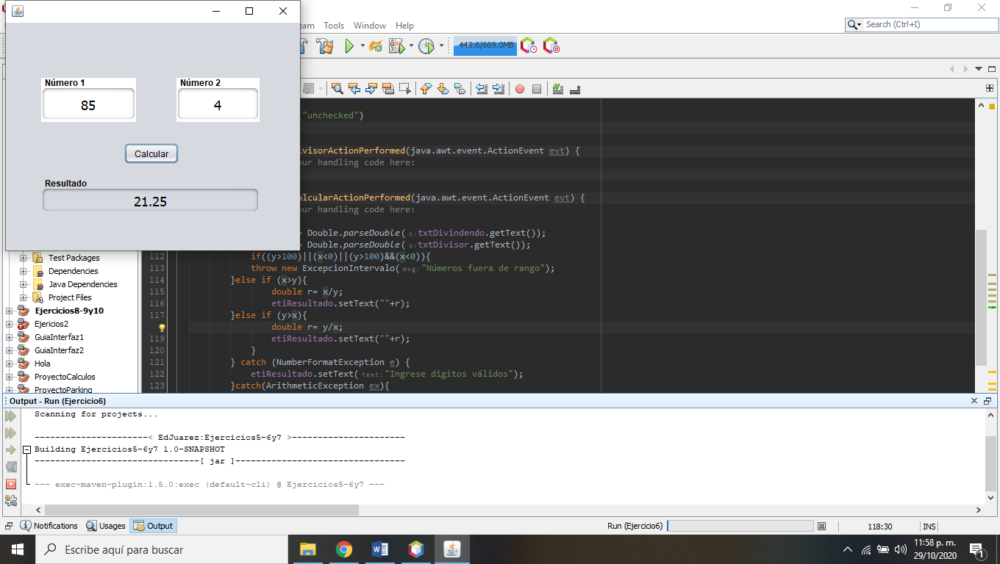 Número 1
Número 2
85
4
Calcular
Resultado
21.25
Tools Window Help
Search (Ctrl+I)
448.6/669.0MB
"unchecked")
ActionPerformed(java.awt.event.ActionEvent evt) {
handling code here:
ActionPerformed(java.awt.event.ActionEvent evt) {
handling code here:
= Double.parseDouble(s:txtDivindendo.getText());
= Double.parseDouble(s:txtDivisor.getText());
112 if((y>100)||(x<0)||(y>100)&&(x<0)){
113 throw new ExcepcionIntervalo(msg:"Números fuera de rango");
114 }else if (x>y){
115 double r= x/y;
116 etiResultado.setText(""+r);
117 }else if (y>x){
double r= y/x;
119 etiResultado.setText(""+r);
120 }
121 } catch (NumberFormatException e) {
122 etiResultado.setText(text:"Ingrese digitos válidos");
123 }catch(ArithmeticException ex){
Test Packages
Dependencies
Java Dependencies
Project Files
Ejercicios8-9y10
Ejericios2
GuiaInterfaz1
GuiaInterfaz2
Hola
ProyectoCalculos
ProyectoParking
Output - Run (Ejercicio6)
Scanning for projects...
----------------------< EdJuarez:Ejercicios5-6y7 >----------------------
Building Ejercicios5-6y7 1.0-SNAPSHOT
--------------------------------[ jar ]---------------------------------
--- exec-maven-plugin:1.5.0:exec (default-cli) @ Ejercicios5-6y7 ---
Notifications Usages Output
Run (Ejercicio6)
118:30
INS
Escribe aquí para buscar
11:58 p. m.
29/10/2020
1